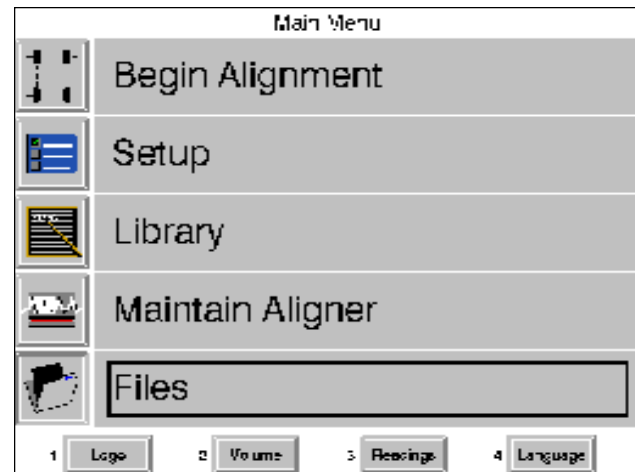 Main Menu
Begin Alignment
Setup
Library
Maintain Aligner
Files
1 Logo 2 Volume 3 Readings 4 Language